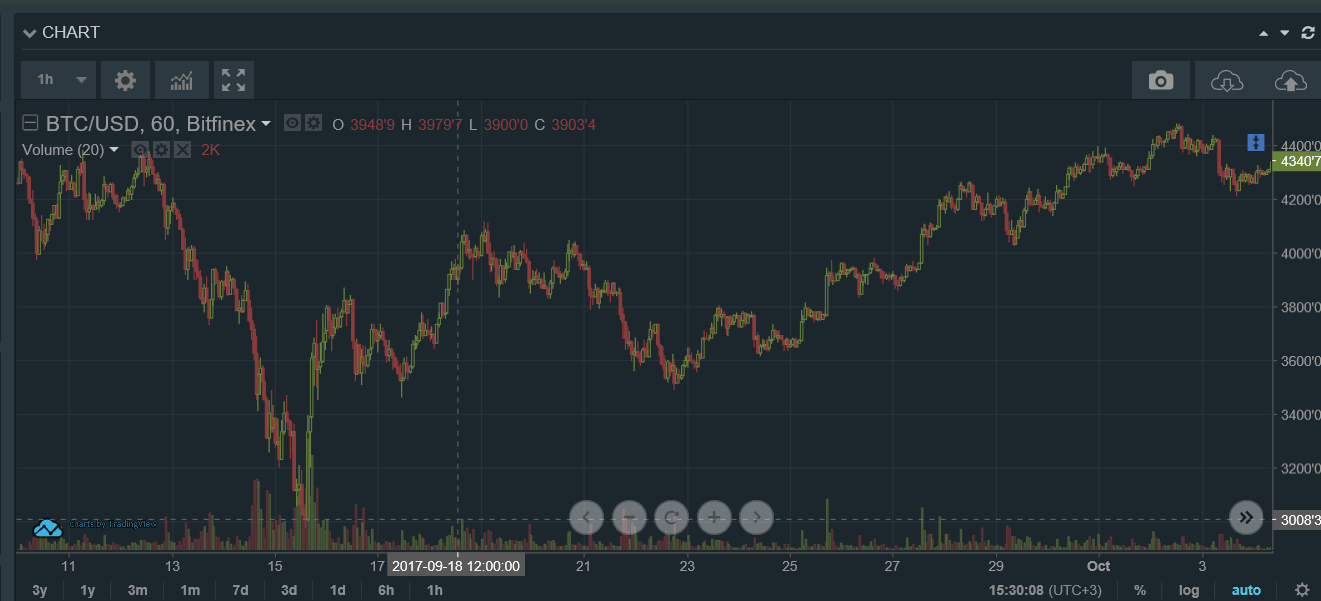 CHART
1h
BTC/USD, 60, Bitfinex O 3948'9 H 3979'7 L 3900'0 C 3903'4
Volume (20) 2K
4400'0
4340'7
4200'0
4000'0
3800'0
3600'0
3400'0
3200'0
3008'3
charts by TradingView
11 13 15 17 2017-09-18 12:00:00 21 23 25 27 29 Oct 3
3y 1y 3m 1m 7d 3d 1d 6h 1h 15:30:08 (UTC+3) % log auto